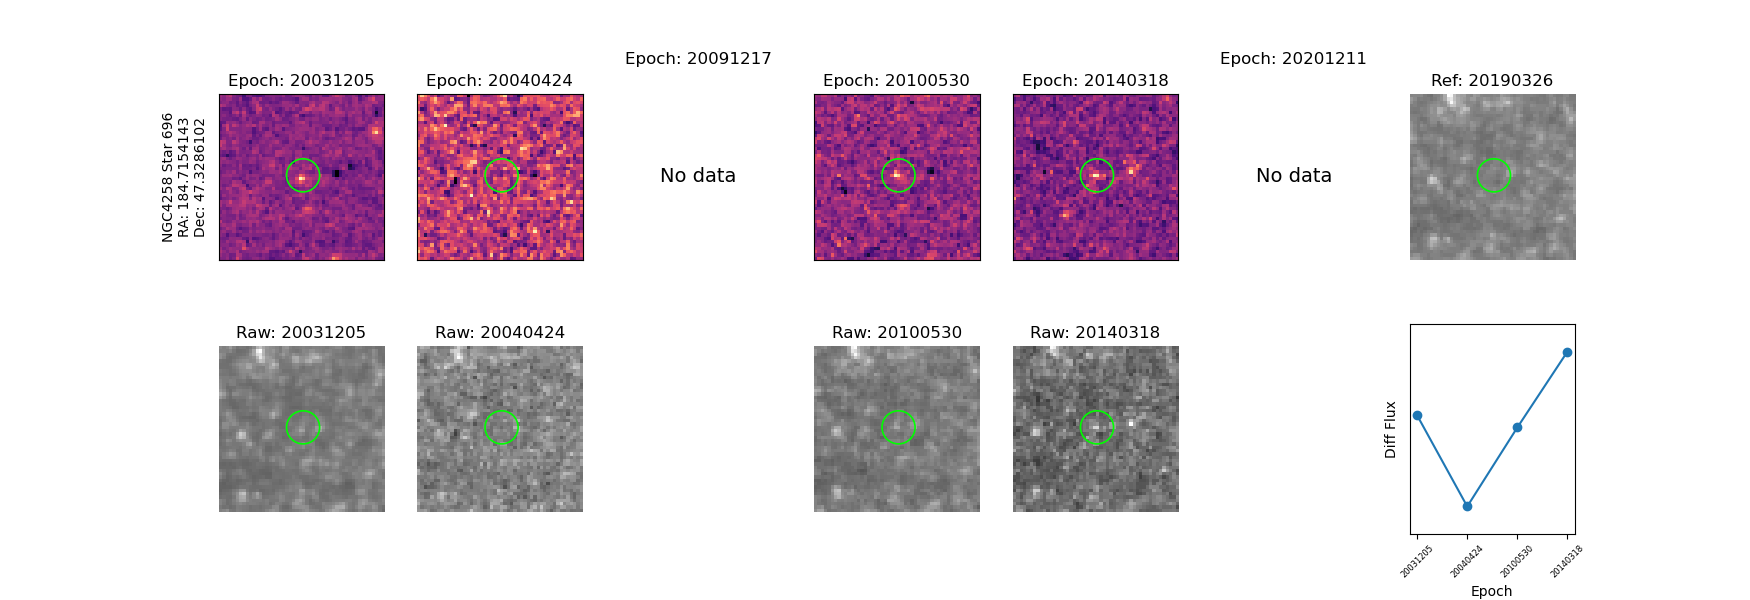 Epoch: 20031205
Epoch: 20040424
Epoch: 20091217
Epoch: 20100530
Epoch: 20140318
Epoch: 20201211
Ref: 20190326
NGC4258 Star 696
RA: 184.7154143
Dec: 47.3286102
No data
No data
Raw: 20031205
Raw: 20040424
Raw: 20100530
Raw: 20140318
Diff Flux
20031205
20040424
20100530
20140318
Epoch